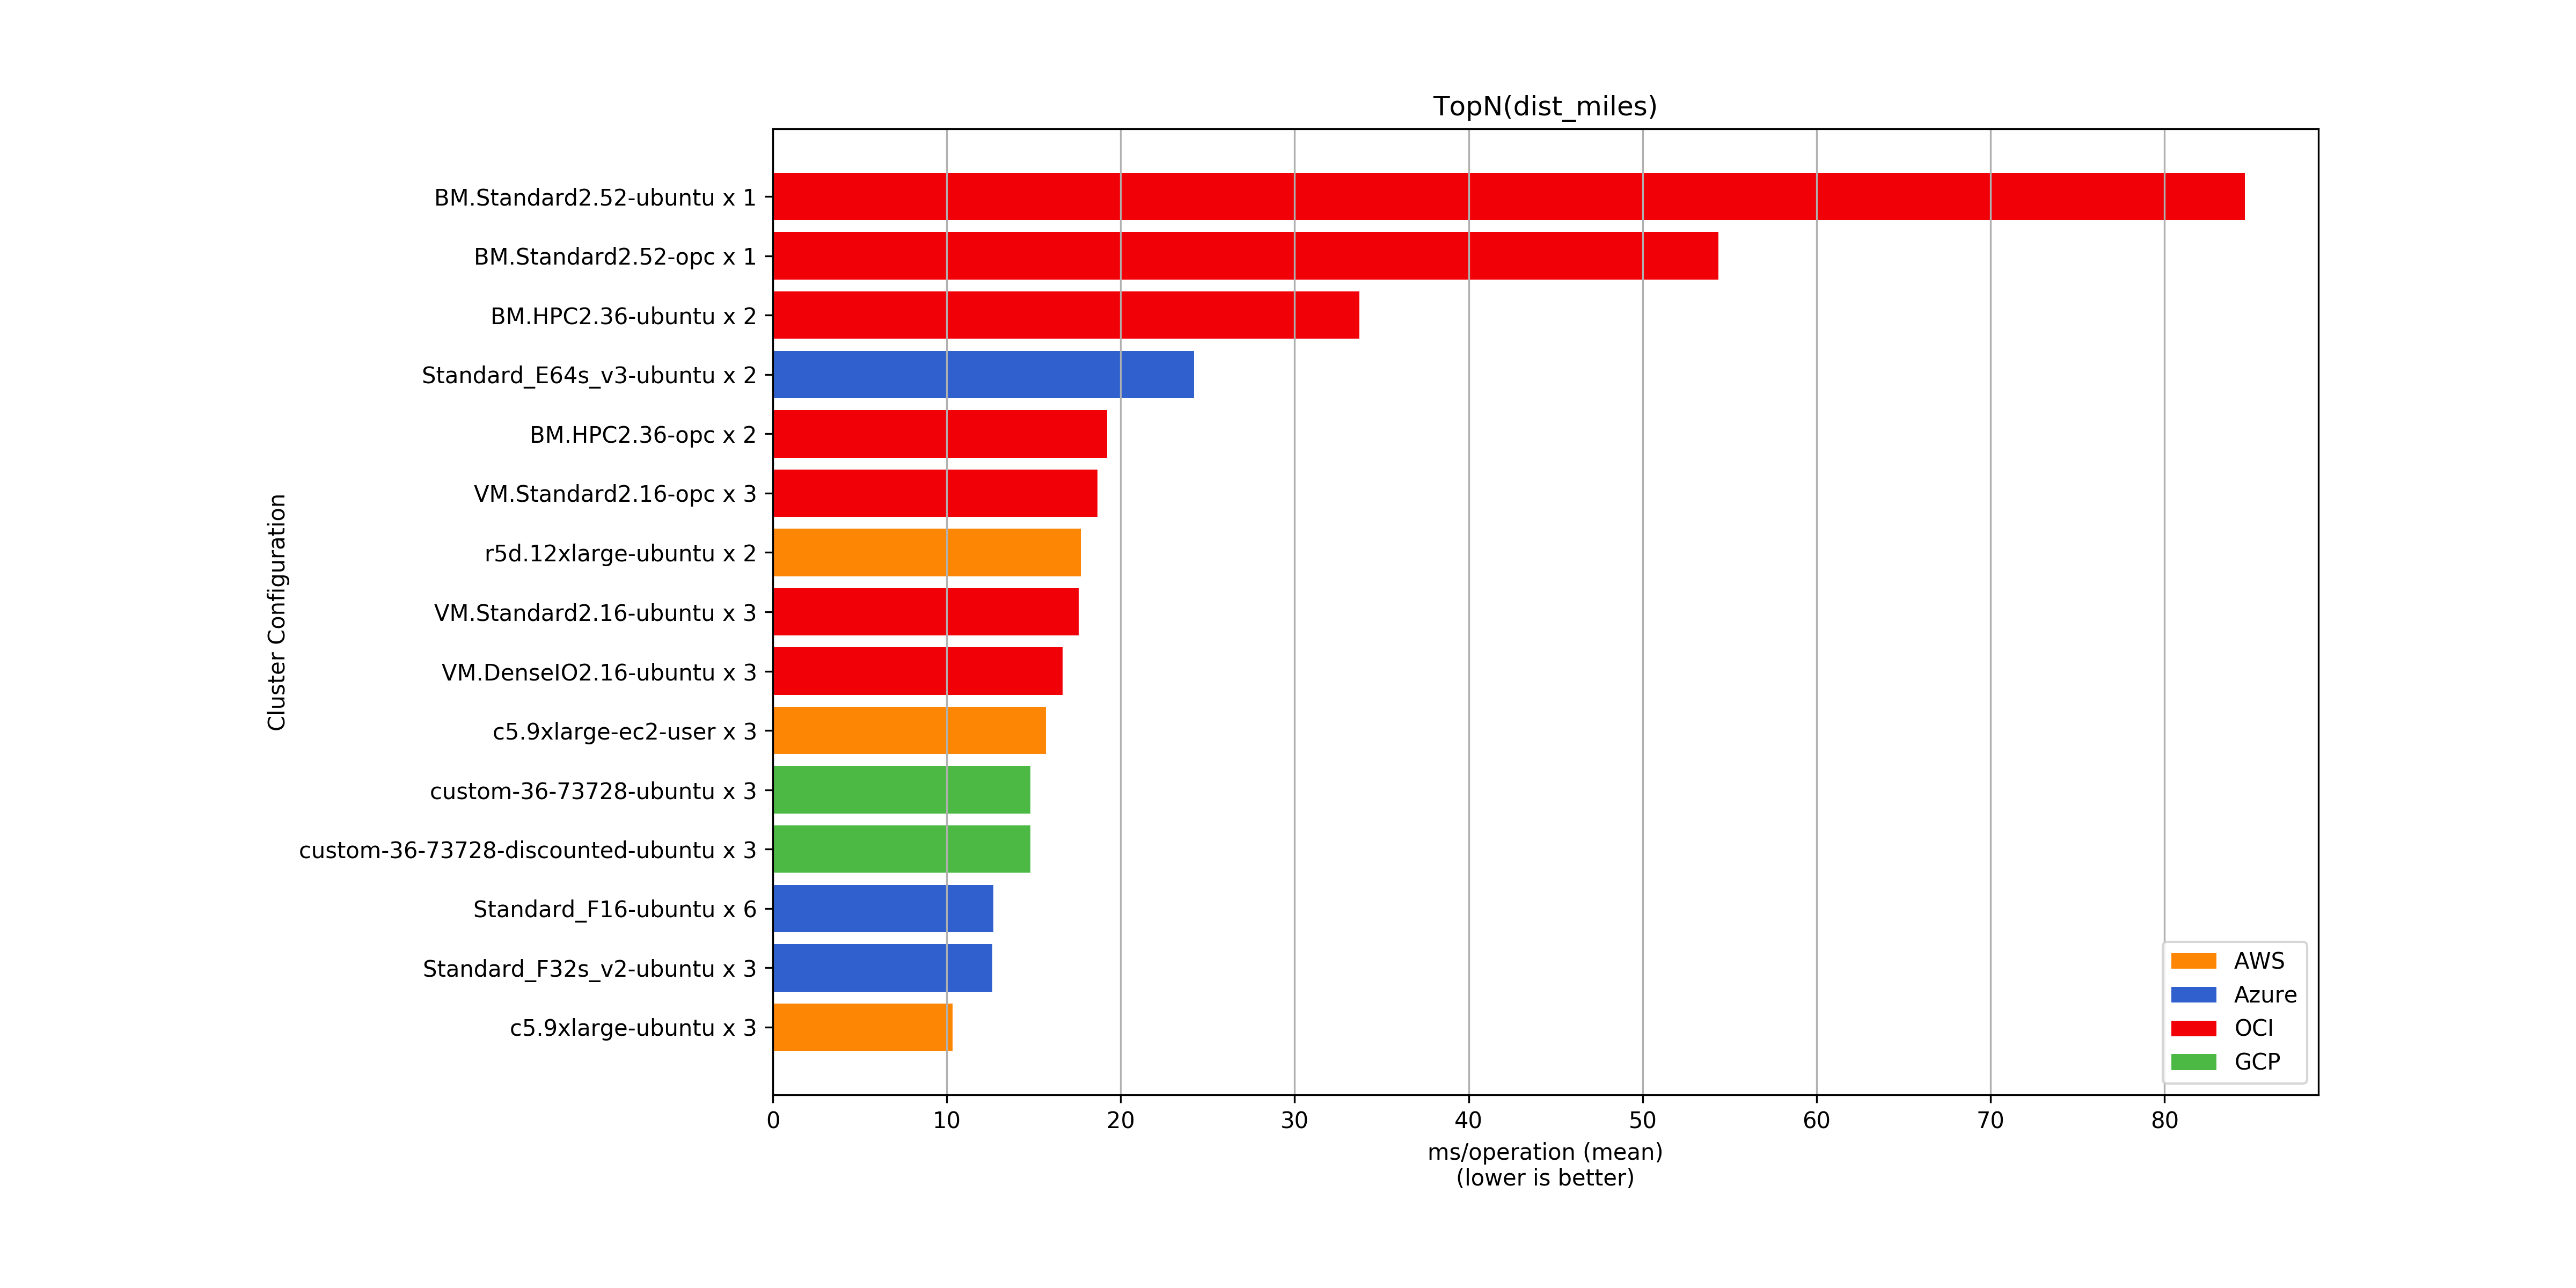 TopN(dist_miles)
Cluster Configuration
BM.Standard2.52-ubuntu x 1
BM.Standard2.52-opc x 1
BM.HPC2.36-ubuntu x 2
Standard_E64s_v3-ubuntu x 2
BM.HPC2.36-opc x 2
VM.Standard2.16-opc x 3
r5d.12xlarge-ubuntu x 2
VM.Standard2.16-ubuntu x 3
VM.DenseIO2.16-ubuntu x 3
c5.9xlarge-ec2-user x 3
custom-36-73728-ubuntu x 3
custom-36-73728-discounted-ubuntu x 3
Standard_F16-ubuntu x 6
Standard_F32s_v2-ubuntu x 3
c5.9xlarge-ubuntu x 3
AWS
Azure
OCI
GCP
0 10 20 30 40 50 60 70 80
ms/operation (mean)
(lower is better)